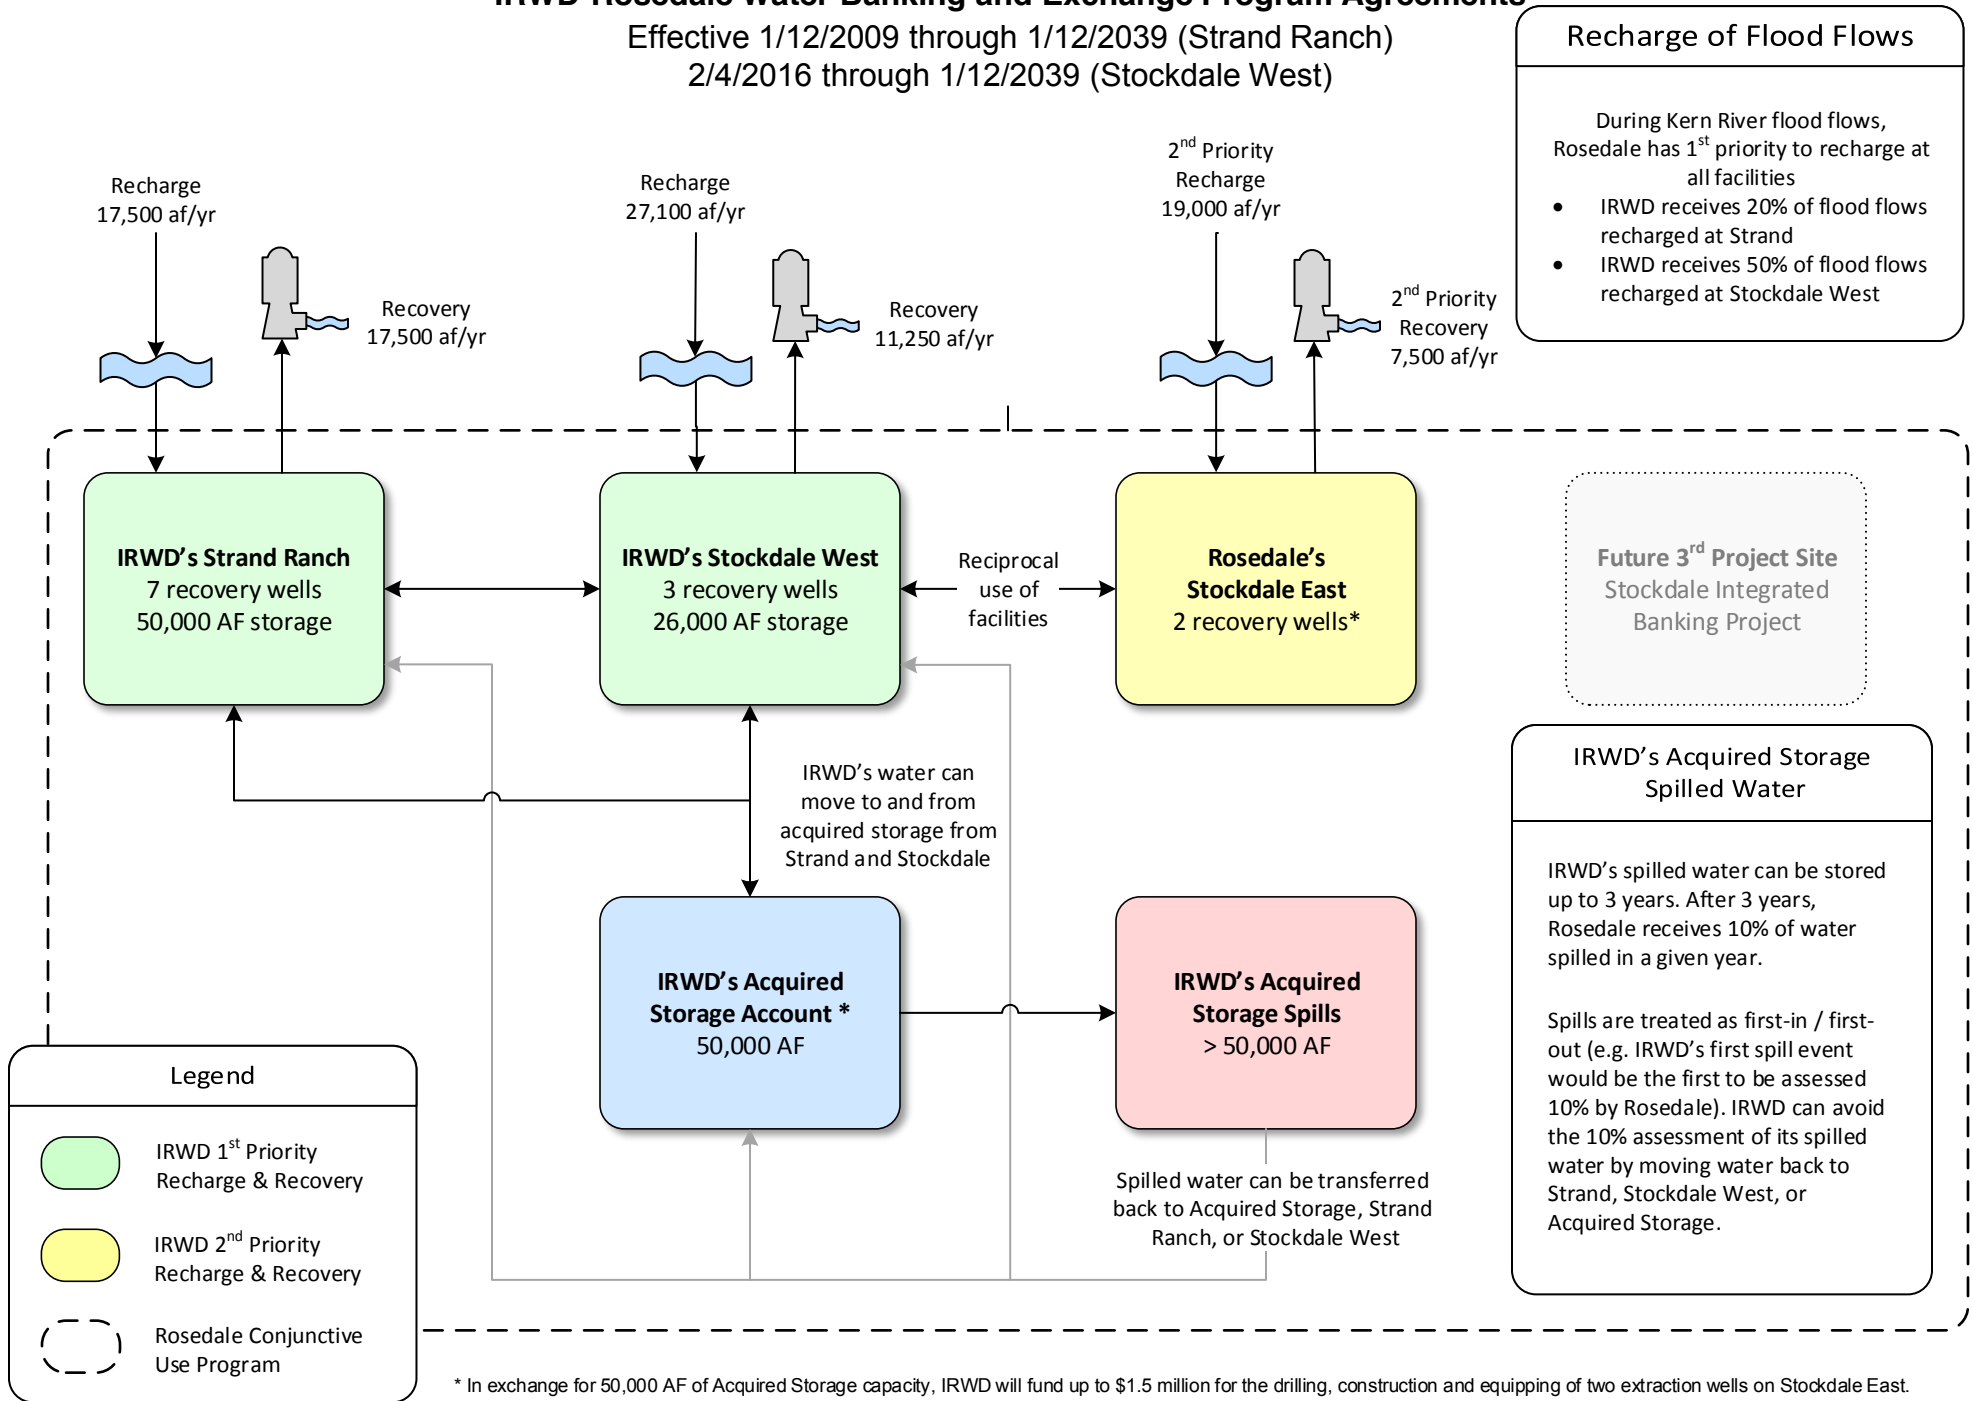 IRWD-Rosedale Water Banking and Exchange Program Agreements
Effective 1/12/2009 through 1/12/2039 (Strand Ranch)
2/4/2016 through 1/12/2039 (Stockdale West)
Recharge of Flood Flows
During Kern River flood flows,
Rosedale has 1st priority to recharge at
all facilities
• IRWD receives 20% of flood flows
recharged at Strand
• IRWD receives 50% of flood flows
recharged at Stockdale West
Recharge
17,500 af/yr
Recovery
17,500 af/yr
Recharge
27,100 af/yr
Recovery
11,250 af/yr
2nd Priority
Recharge
19,000 af/yr
2nd Priority
Recovery
7,500 af/yr
IRWD’s Strand Ranch
7 recovery wells
50,000 AF storage
IRWD’s Stockdale West
3 recovery wells
26,000 AF storage
Reciprocal
use of
facilities
Rosedale’s
Stockdale East
2 recovery wells*
Future 3rd Project Site
Stockdale Integrated
Banking Project
IRWD’s water can
move to and from
acquired storage from
Strand and Stockdale
IRWD’s Acquired
Storage Account *
50,000 AF
IRWD’s Acquired
Storage Spills
> 50,000 AF
Spilled water can be transferred
back to Acquired Storage, Strand
Ranch, or Stockdale West
IRWD’s Acquired Storage
Spilled Water
IRWD’s spilled water can be stored
up to 3 years. After 3 years,
Rosedale receives 10% of water
spilled in a given year.
Spills are treated as first-in / first-
out (e.g. IRWD’s first spill event
would be the first to be assessed
10% by Rosedale). IRWD can avoid
the 10% assessment of its spilled
water by moving water back to
Strand, Stockdale West, or
Acquired Storage.
Legend
IRWD 1st Priority
Recharge & Recovery
IRWD 2nd Priority
Recharge & Recovery
Rosedale Conjunctive
Use Program
* In exchange for 50,000 AF of Acquired Storage capacity, IRWD will fund up to $1.5 million for the drilling, construction and equipping of two extraction wells on Stockdale East.